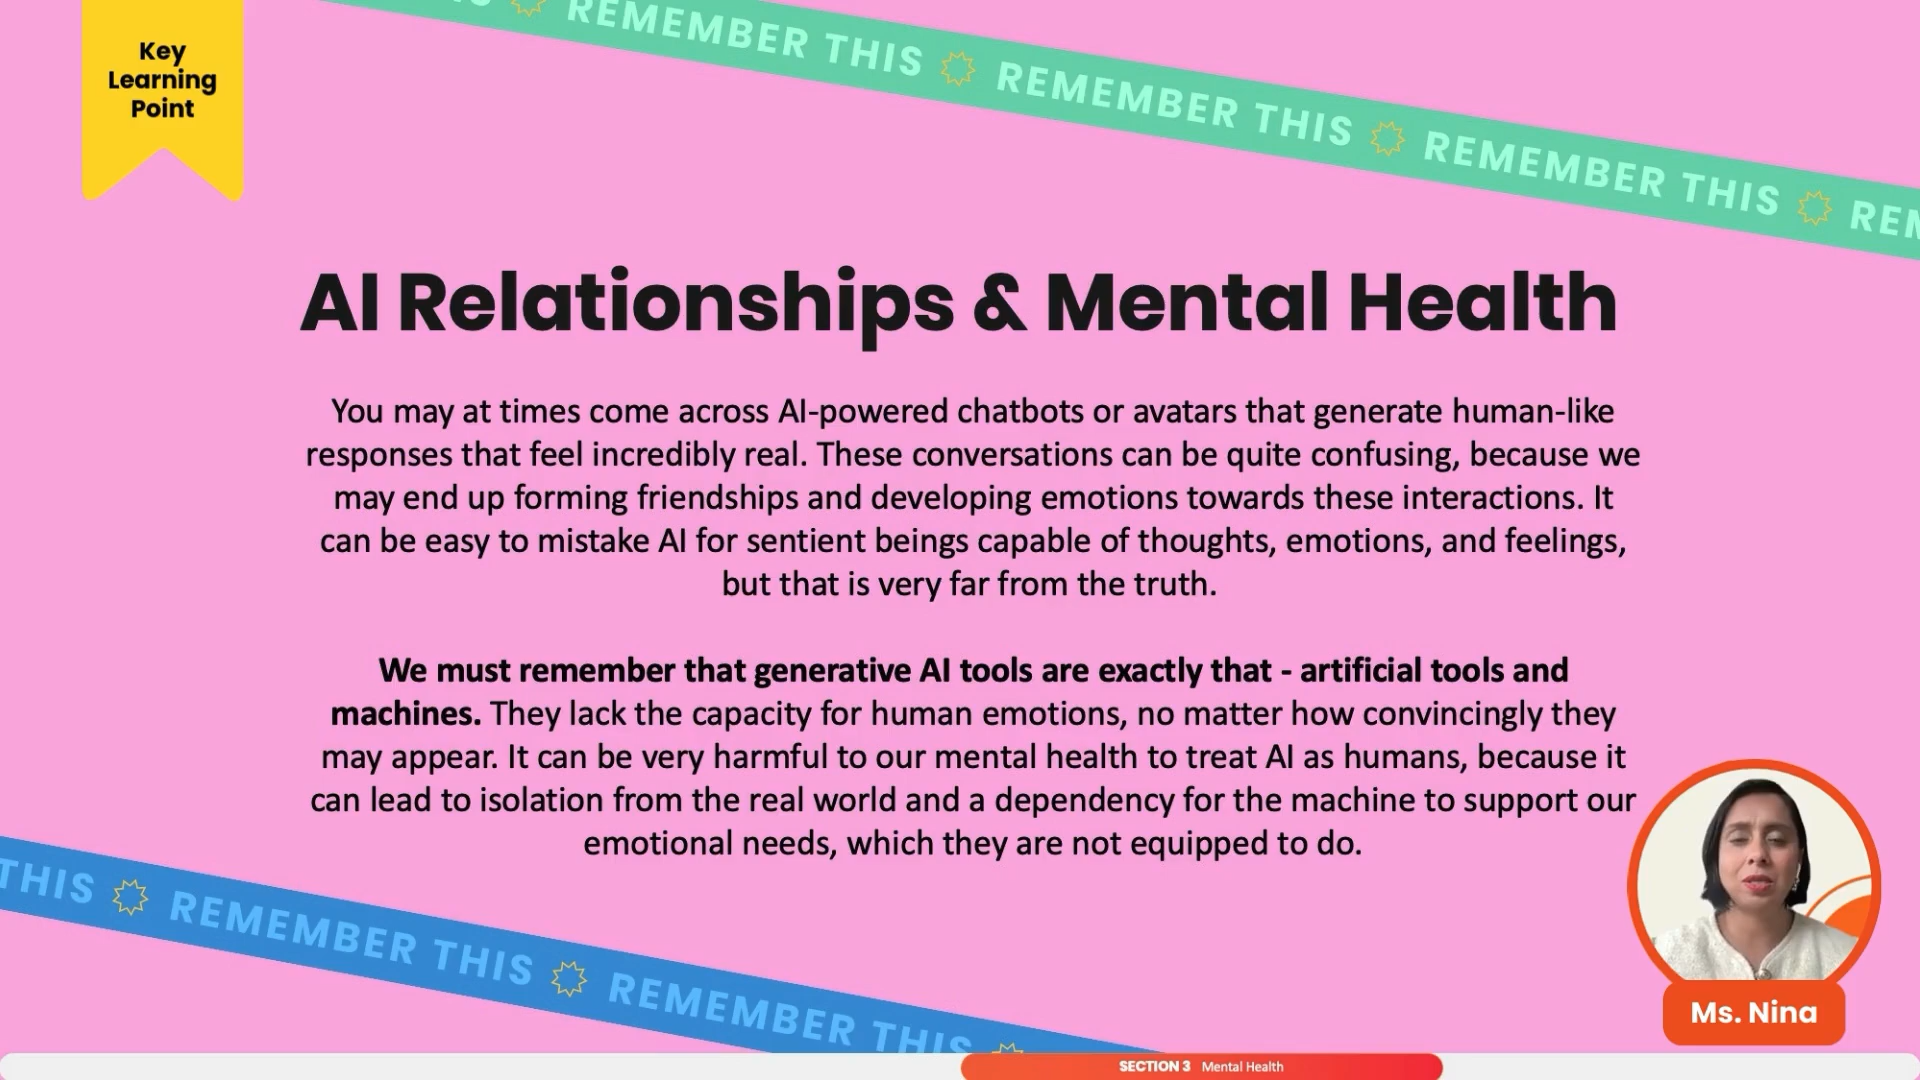 Key
Learning
Point
THIS REMEMBER THIS REMEMBER THIS REMEMBER THIS REM
AI Relationships & Mental Health
You may at times come across AI-powered chatbots or avatars that generate human-like
responses that feel incredibly real. These conversations can be quite confusing, because we
may end up forming friendships and developing emotions towards these interactions. It
can be easy to mistake AI for sentient beings capable of thoughts, emotions, and feelings,
but that is very far from the truth.
We must remember that generative AI tools are exactly that - artificial tools and
machines. They lack the capacity for human emotions, no matter how convincingly they
may appear. It can be very harmful to our mental health to treat AI as humans, because it
can lead to isolation from the real world and a dependency for the machine to support our
emotional needs, which they are not equipped to do.
THIS REMEMBER THIS REMEMBER THIS
Ms. Nina
SECTION 3 Mental Health